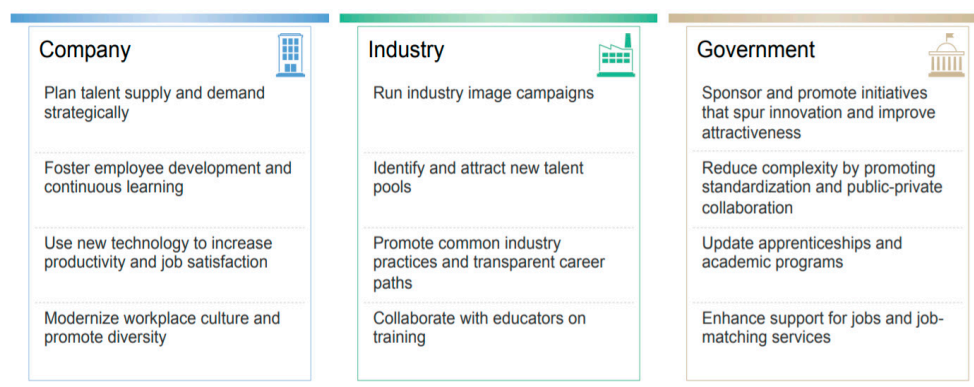 Company
Plan talent supply and demand
strategically
Foster employee development and
continuous learning
Use new technology to increase
productivity and job satisfaction
Modernize workplace culture and
promote diversity
Industry
Run industry image campaigns
Identify and attract new talent
pools
Promote common industry
practices and transparent career
paths
Collaborate with educators on
training
Government
Sponsor and promote initiatives
that spur innovation and improve
attractiveness
Reduce complexity by promoting
standardization and public-private
collaboration
Update apprenticeships and
academic programs
Enhance support for jobs and job-
matching services